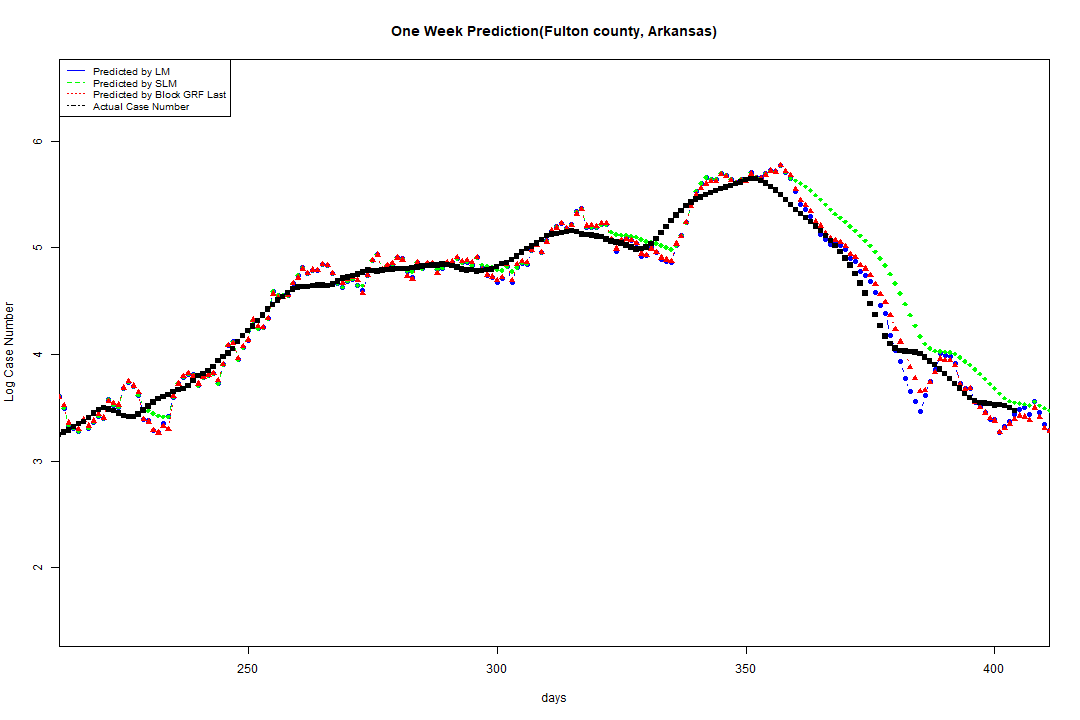 One Week Prediction(Fulton county, Arkansas)
Predicted by LM
Predicted by SLM
Predicted by Block GRF Last
Actual Case Number
6
5
4
3
2
Log Case Number
250 300 350 400
days